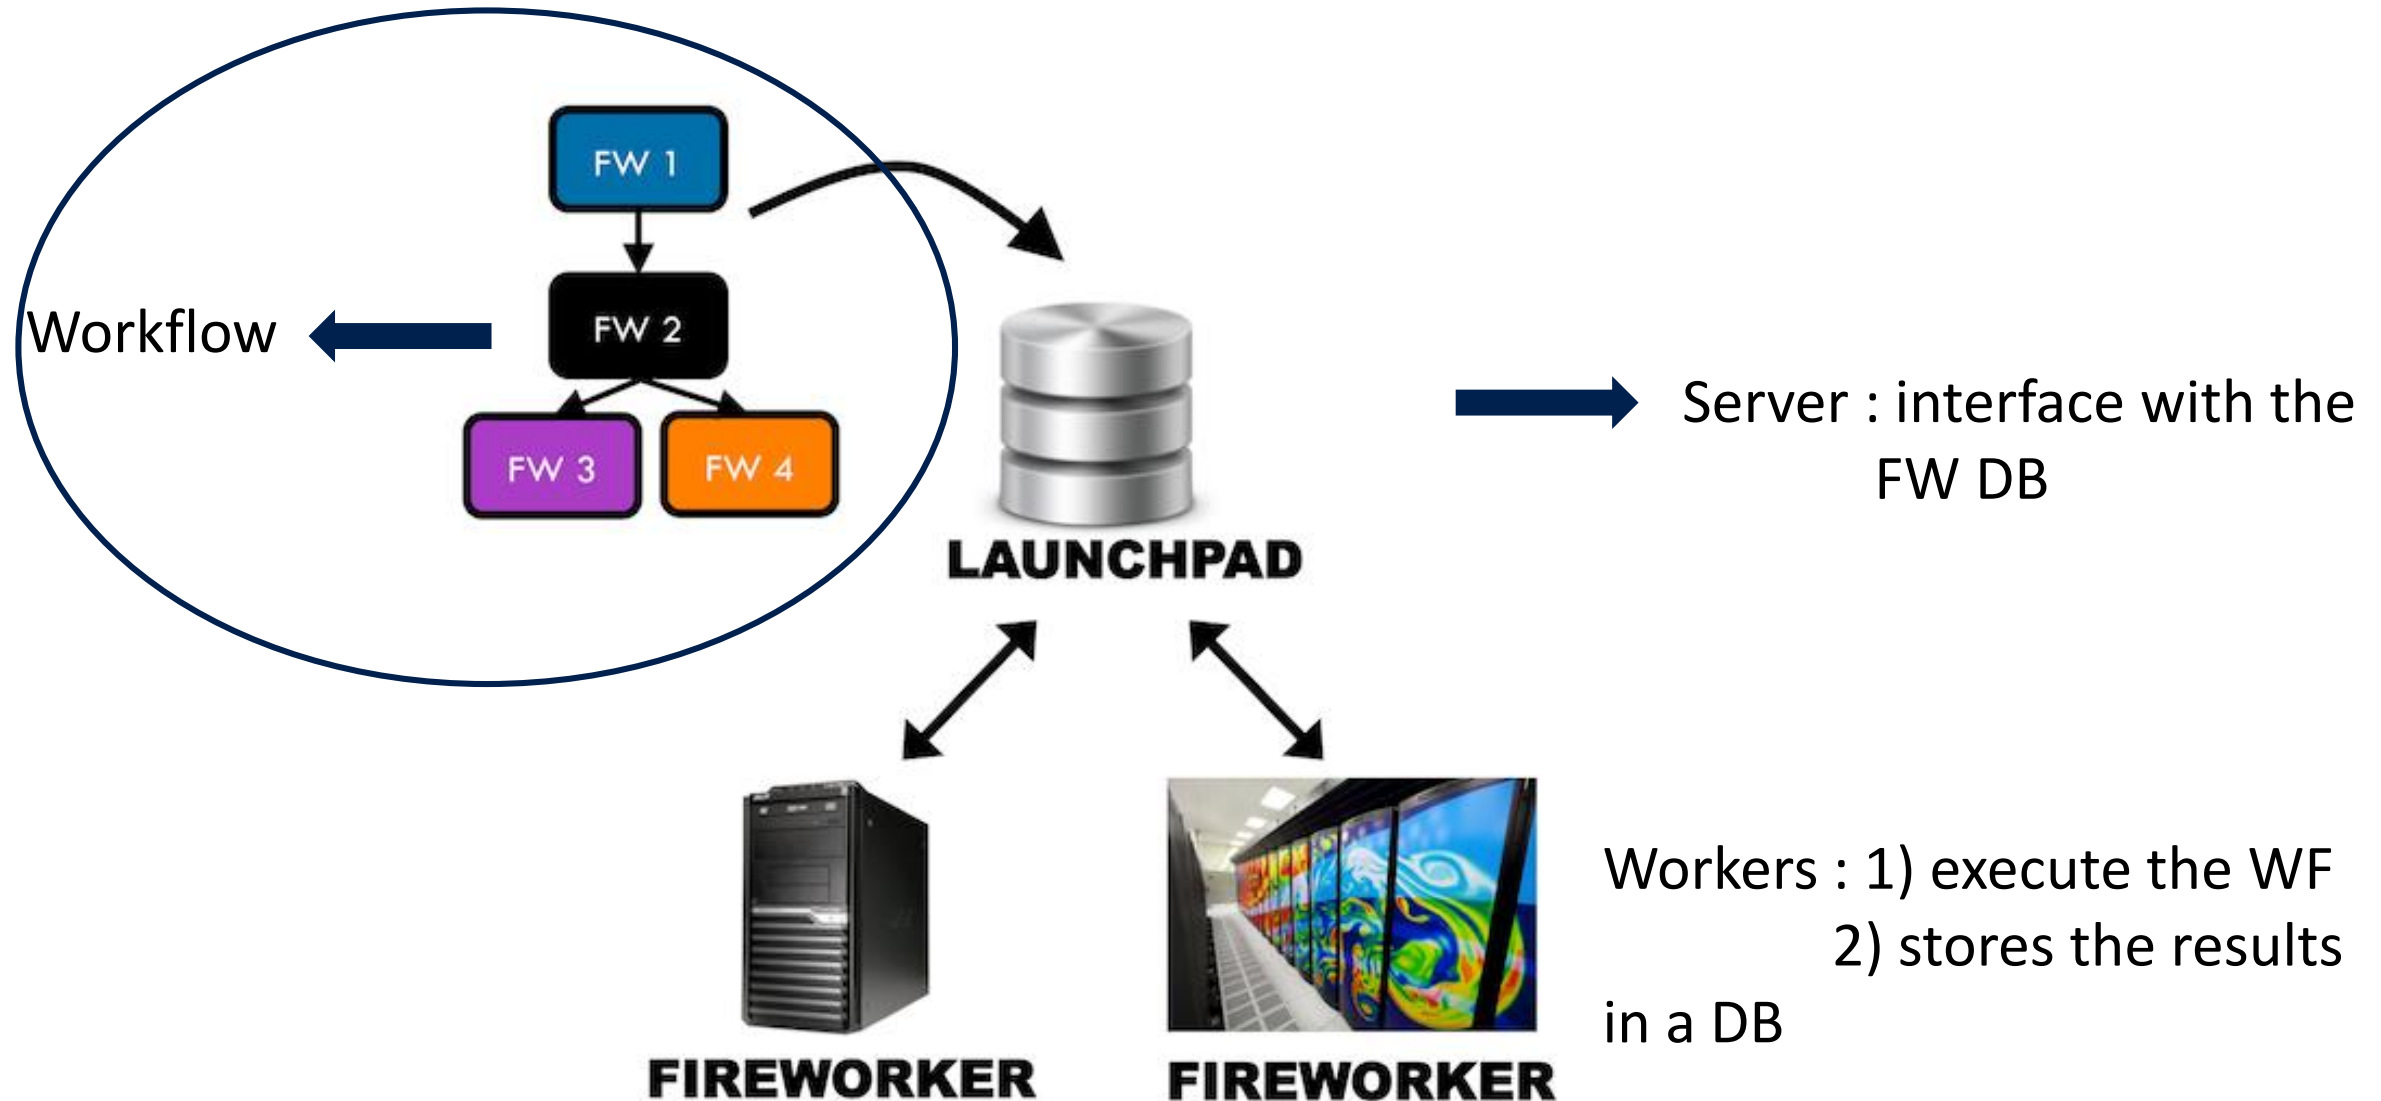 FW 1
Workflow
FW 2
FW 3
FW 4
LAUNCHPAD
Server : interface with the
FW DB
FIREWORKER
FIREWORKER
Workers : 1) execute the WF
2) stores the results
in a DB